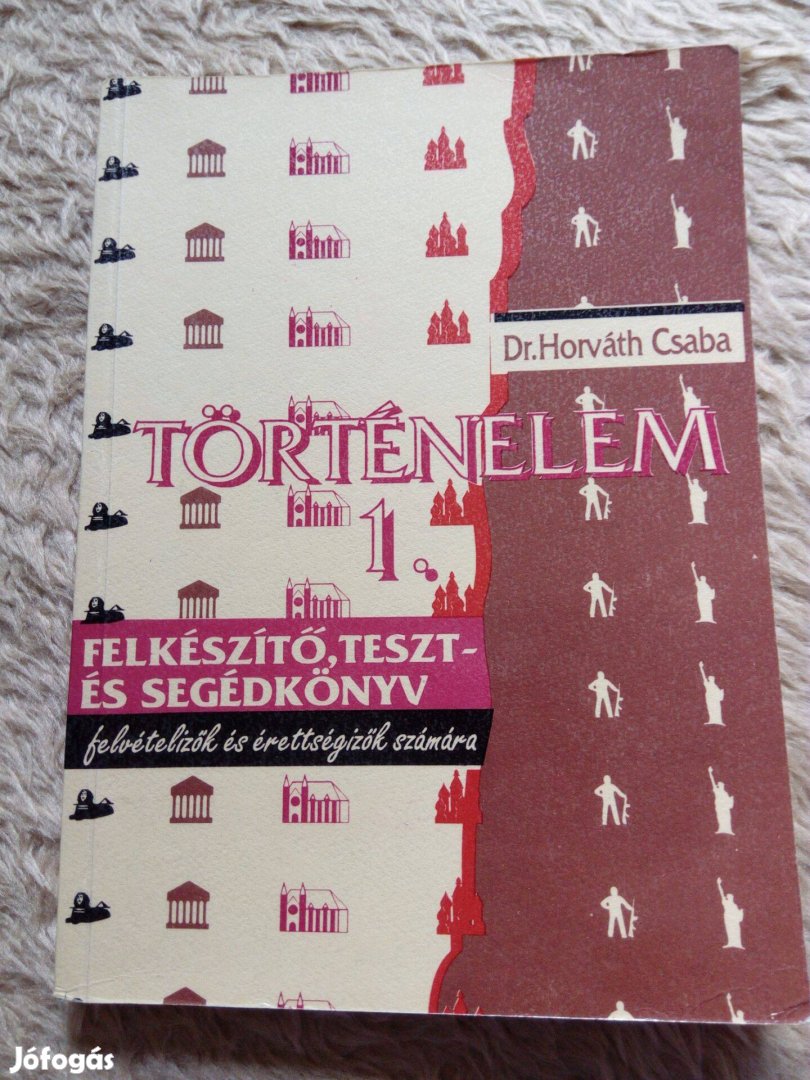 Dr.Horváth Csaba
TÖRTÉNELEM
1.
FELKÉSZÍTŐ, TESZT-
ÉS SEGÉDKÖNYV
felvételizők és érettségizők számára
Jófogás